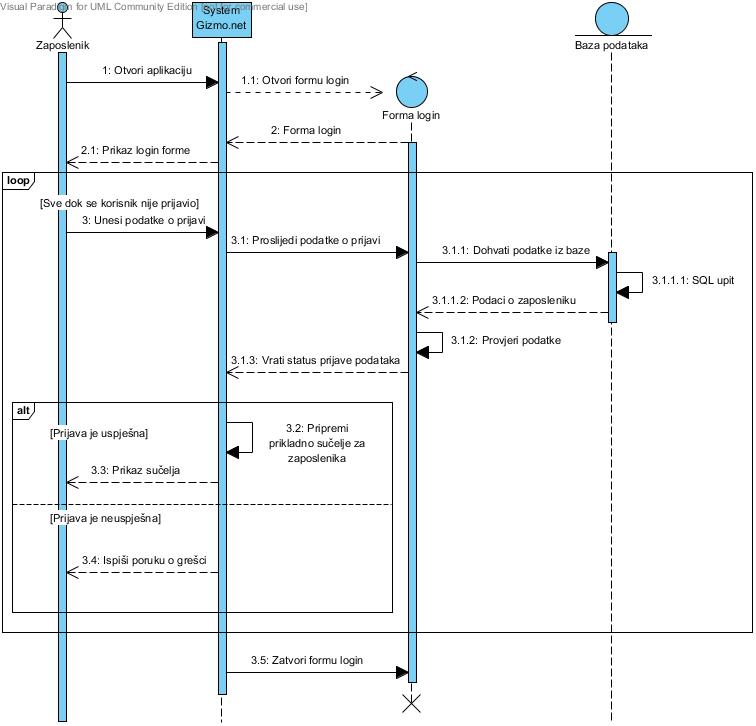 Visual Paradigm for UML Community Edition [not for commercial use]
System
Gizmo.net
Zaposlenik
Baza podataka
1: Otvori aplikaciju
1.1: Otvori formu login
Forma login
2: Forma login
2.1: Prikaz login forme
loop
[Sve dok se korisnik nije prijavio]
3: Unesi podatke o prijavi
3.1: Proslijedi podatke o prijavi
3.1.1: Dohvati podatke iz baze
3.1.1.1: SQL upit
3.1.1.2: Podaci o zaposleniku
3.1.2: Provjeri podatke
3.1.3: Vrati status prijave podataka
alt
[Prijava je uspješna]
3.2: Pripremi
prikladno sučelje za
zaposlenika
3.3: Prikaz sučelja
[Prijava je neuspješna]
3.4: Ispiši poruku o grešci
3.5: Zatvori formu login